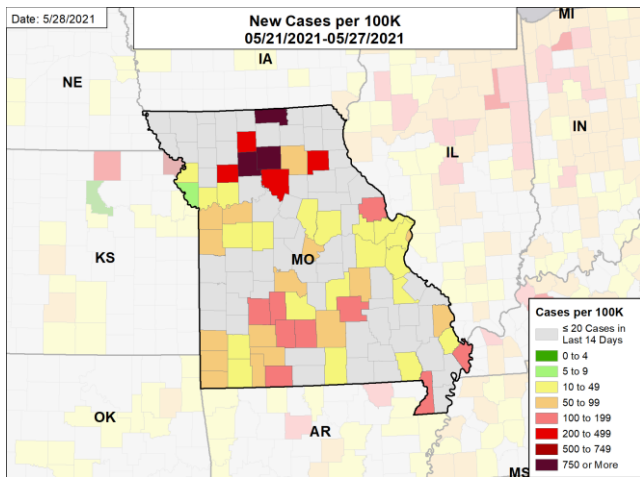 Date: 5/28/2021
New Cases per 100K
05/21/2021-05/27/2021
MI
IA
NE
IL
IN
KS
MO
OK
AR
MS
Cases per 100K
≤ 20 Cases in
Last 14 Days
0 to 4
5 to 9
10 to 49
50 to 99
100 to 199
200 to 499
500 to 749
750 or More